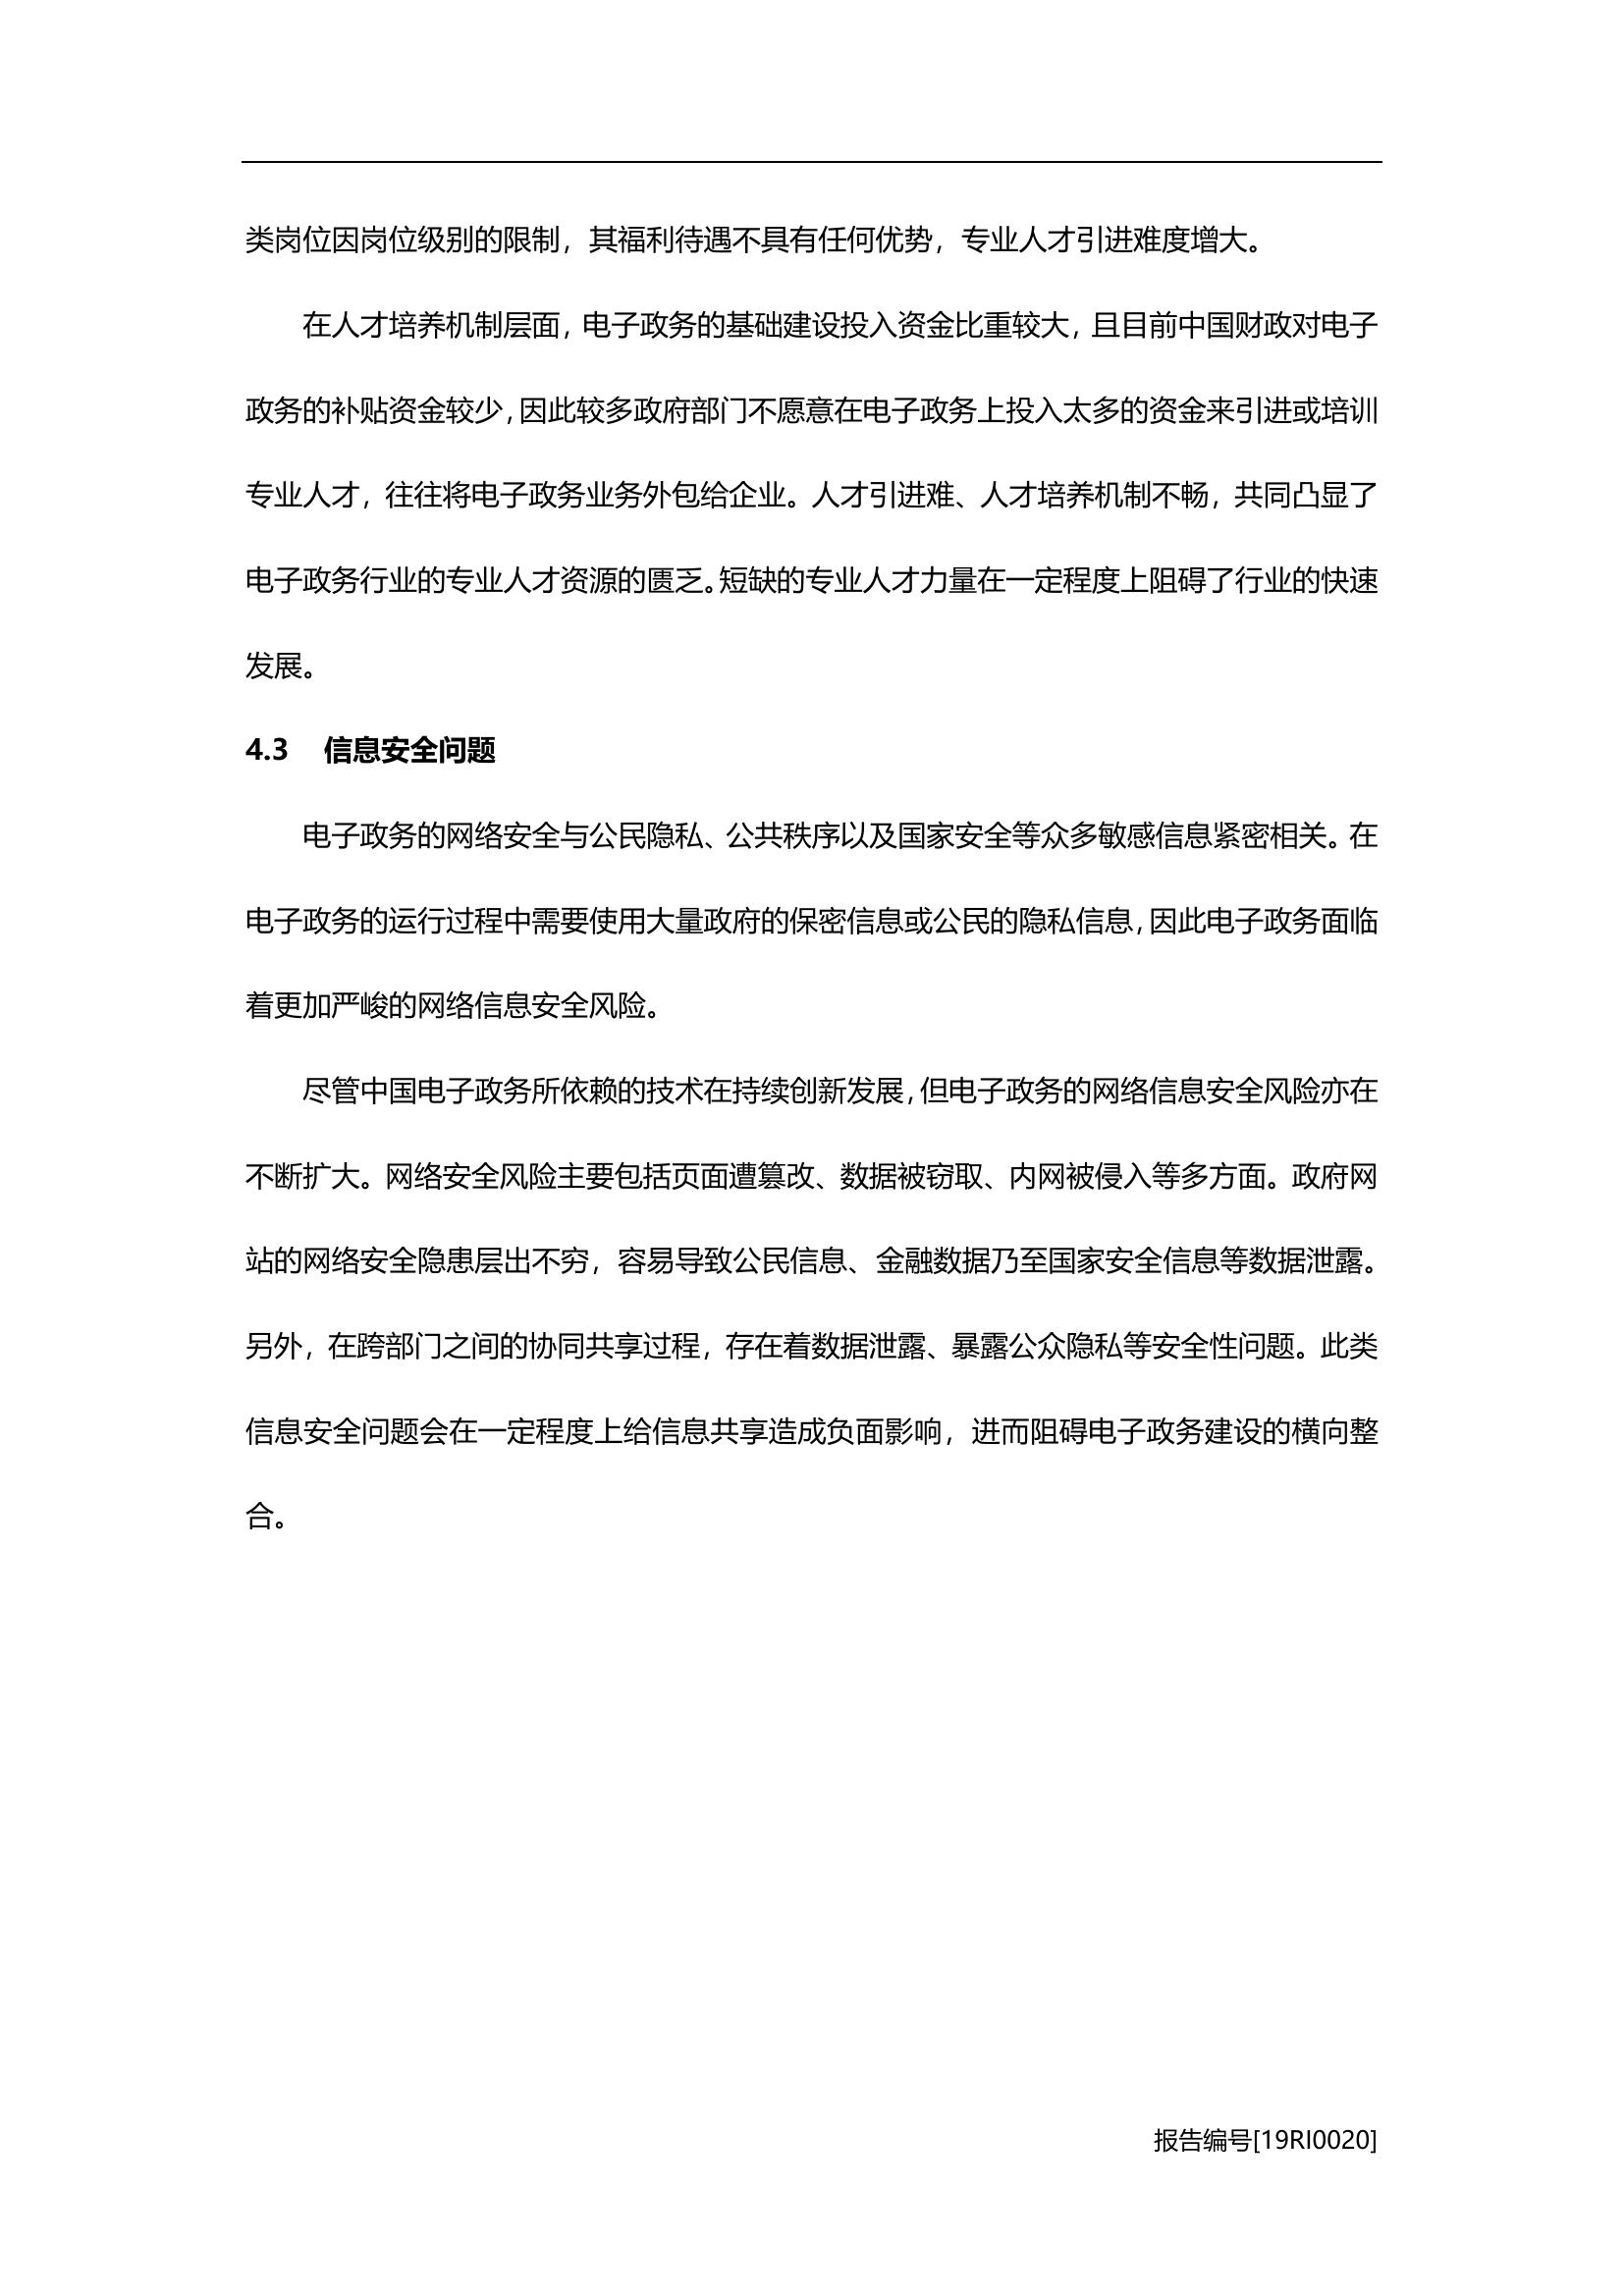 类岗位因岗位级别的限制，其福利待遇不具有任何优势，专业人才引进难度增大。
在人才培养机制层面，电子政务的基础建设投入资金比重较大，且目前中国财政对电子
政务的补贴资金较少，因此较多政府部门不愿意在电子政务上投入太多的资金来引进或培训
专业人才，往往将电子政务业务外包给企业。人才引进难、人才培养机制不畅，共同凸显了
电子政务行业的专业人才资源的匮乏。短缺的专业人才力量在一定程度上阻碍了行业的快速
发展。
4.3 信息安全问题
电子政务的网络安全与公民隐私、公共秩序以及国家安全等众多敏感信息紧密相关。在
电子政务的运行过程中需要使用大量政府的保密信息或公民的隐私信息，因此电子政务面临
着更加严峻的网络信息安全风险。
尽管中国电子政务所依赖的技术在持续创新发展，但电子政务的网络信息安全风险亦在
不断扩大。网络安全风险主要包括页面遭篡改、数据被窃取、内网被侵入等多方面。政府网
站的网络安全隐患层出不穷，容易导致公民信息、金融数据乃至国家安全信息等数据泄露。
另外，在跨部门之间的协同共享过程，存在着数据泄露、暴露公众隐私等安全性问题。此类
信息安全问题会在一定程度上给信息共享造成负面影响，进而阻碍电子政务建设的横向整
合。
报告编号[19RI0020]